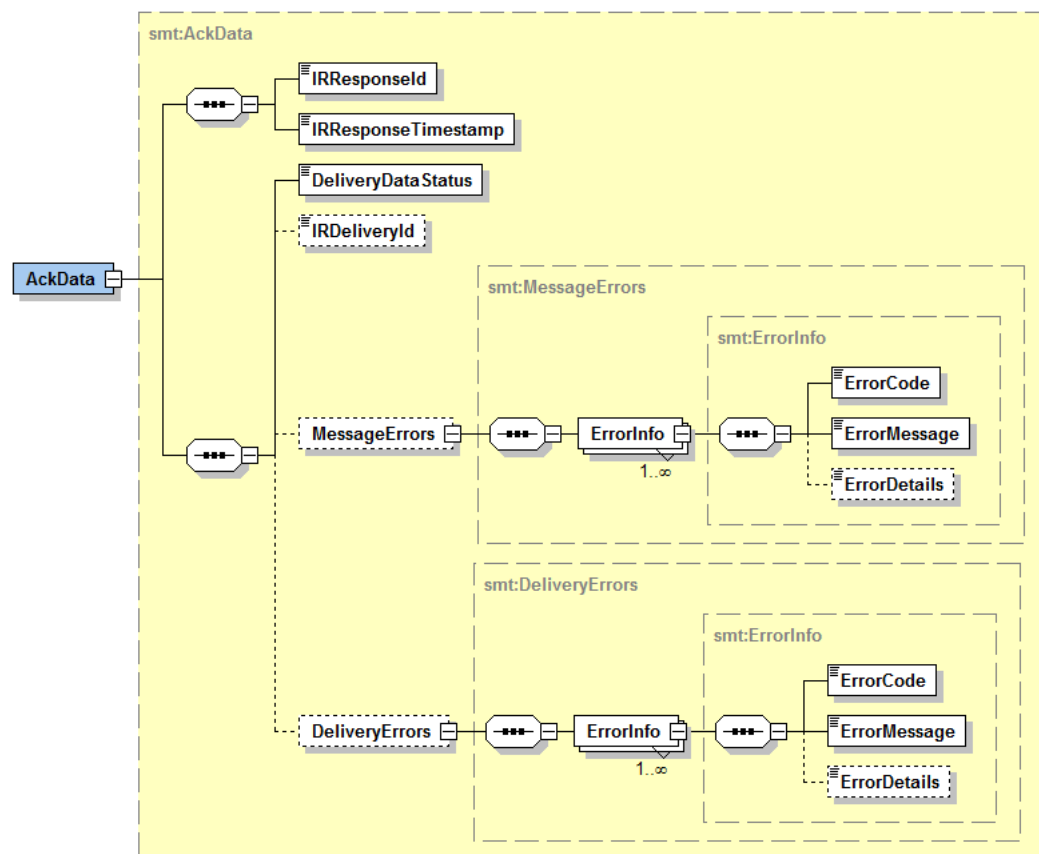 smt:AckData
IRResponseId
IRResponseTimestamp
DeliveryDataStatus
IRDeliveryId
AckData
smt:MessageErrors
smt:ErrorInfo
ErrorCode
MessageErrors
ErrorInfo
ErrorMessage
1..∞
ErrorDetails
smt:DeliveryErrors
smt:ErrorInfo
ErrorCode
DeliveryErrors
ErrorInfo
ErrorMessage
1..∞
ErrorDetails